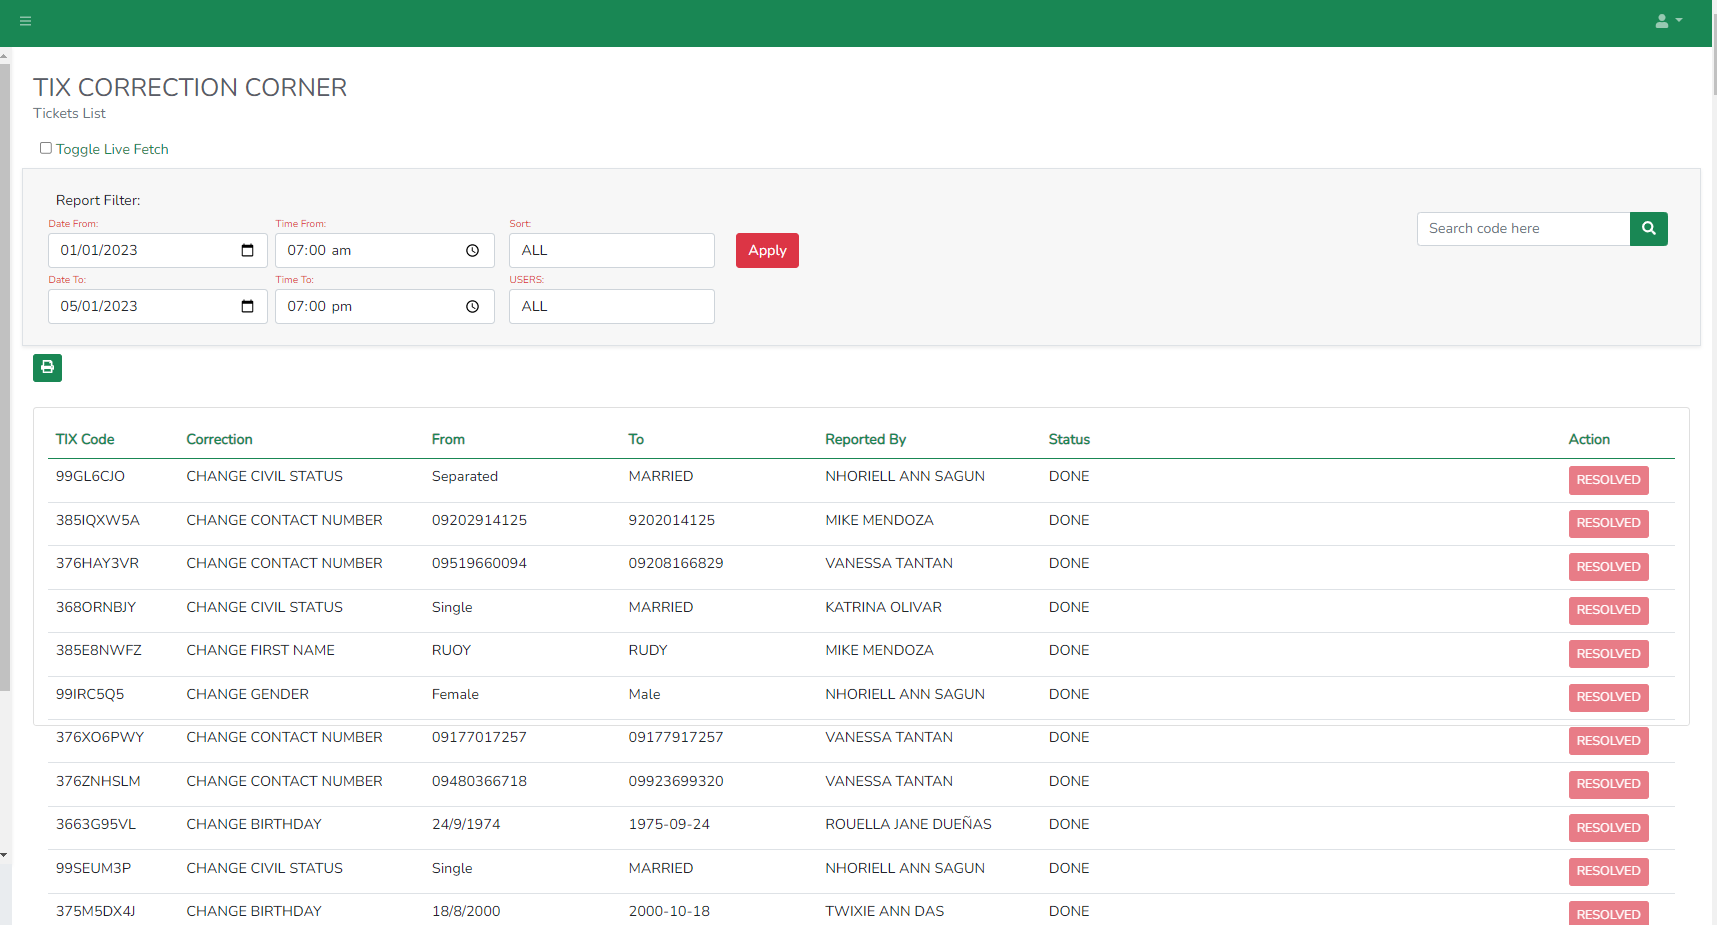 TIX CORRECTION CORNER
Tickets List
Toggle Live Fetch
Report Filter:
Date From: Time From: Sort:
01/01/2023 07:00 am ALL Apply Search code here
Date To: Time To: USERS:
05/01/2023 07:00 pm ALL
TIX Code Correction From To Reported By Status Action
99GL6CJO CHANGE CIVIL STATUS Separated MARRIED NHORIELL ANN SAGUN DONE RESOLVED
385IQXW5A CHANGE CONTACT NUMBER 09202914125 9202014125 MIKE MENDOZA DONE RESOLVED
376HAY3VR CHANGE CONTACT NUMBER 09519660094 09208166829 VANESSA TANTAN DONE RESOLVED
368ORNBJY CHANGE CIVIL STATUS Single MARRIED KATRINA OLIVAR DONE RESOLVED
385E8NWFZ CHANGE FIRST NAME RUOY RUDY MIKE MENDOZA DONE RESOLVED
99IRC5Q5 CHANGE GENDER Female Male NHORIELL ANN SAGUN DONE RESOLVED
376XO6PWY CHANGE CONTACT NUMBER 09177017257 09177917257 VANESSA TANTAN DONE RESOLVED
376ZNHSLM CHANGE CONTACT NUMBER 09480366718 09923699320 VANESSA TANTAN DONE RESOLVED
3663G95VL CHANGE BIRTHDAY 24/9/1974 1975-09-24 ROUELLA JANE DUEÑAS DONE RESOLVED
99SEUM3P CHANGE CIVIL STATUS Single MARRIED NHORIELL ANN SAGUN DONE RESOLVED
375M5DX4J CHANGE BIRTHDAY 18/8/2000 2000-10-18 TWIXIE ANN DAS DONE RESOLVED